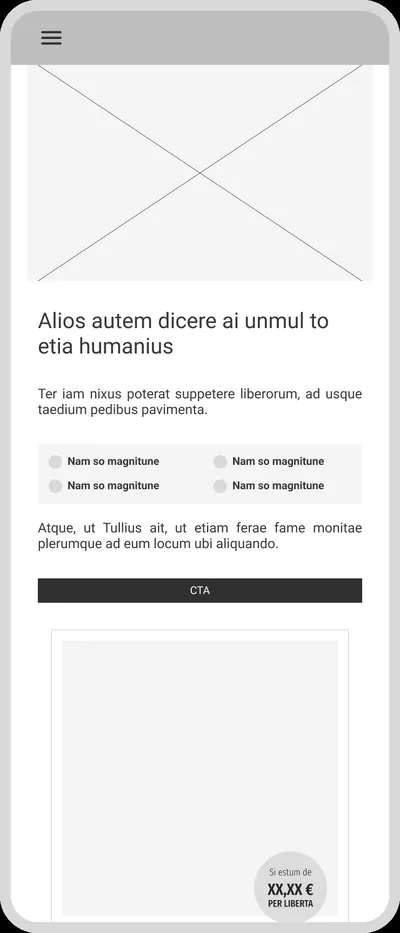 Alios autem dicere ai unmul to
etia humanius
Ter iam nixus poterat suppetere liberorum, ad usque
taedium pedibus pavimenta.
Nam so magnitune
Nam so magnitune
Nam so magnitune
Nam so magnitune
Atque, ut Tullius ait, ut etiam ferae fame monitae
plerumque ad eum locum ubi aliquando.
CTA
Si estum de
XX,XX €
PER LIBERTA